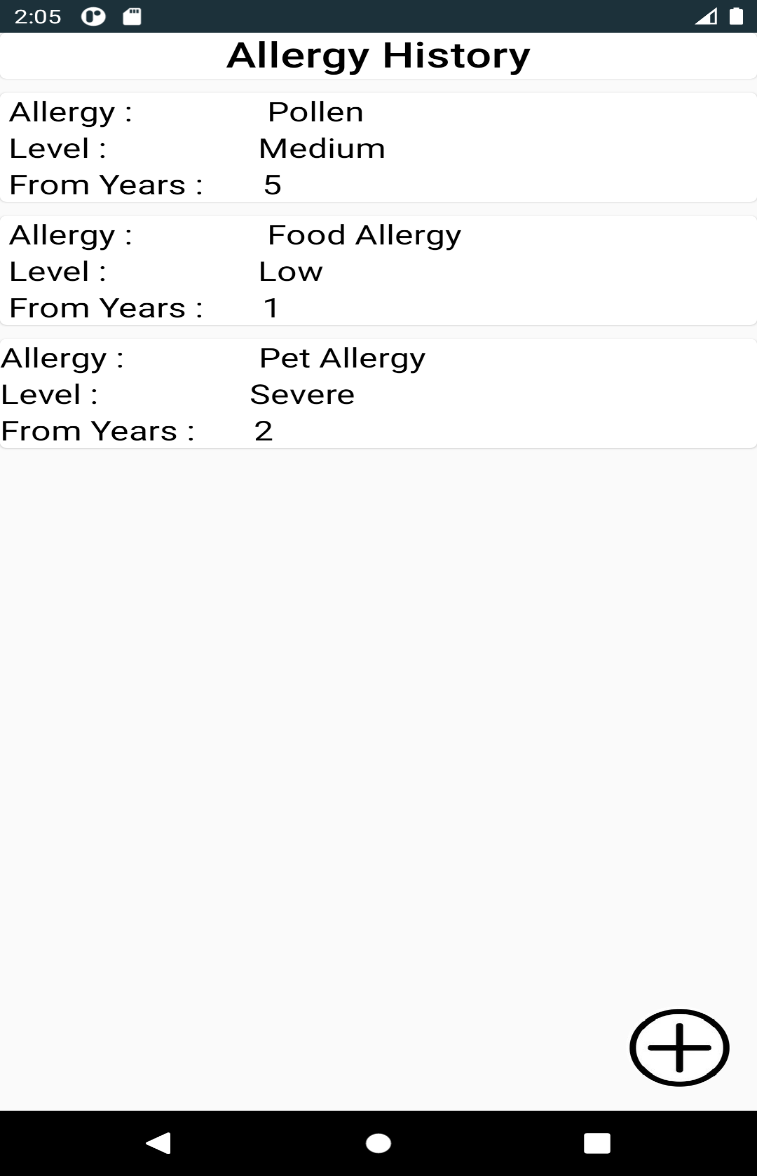 2:05
Allergy History
Allergy : Pollen
Level : Medium
From Years : 5
Allergy : Food Allergy
Level : Low
From Years : 1
Allergy : Pet Allergy
Level : Severe
From Years : 2